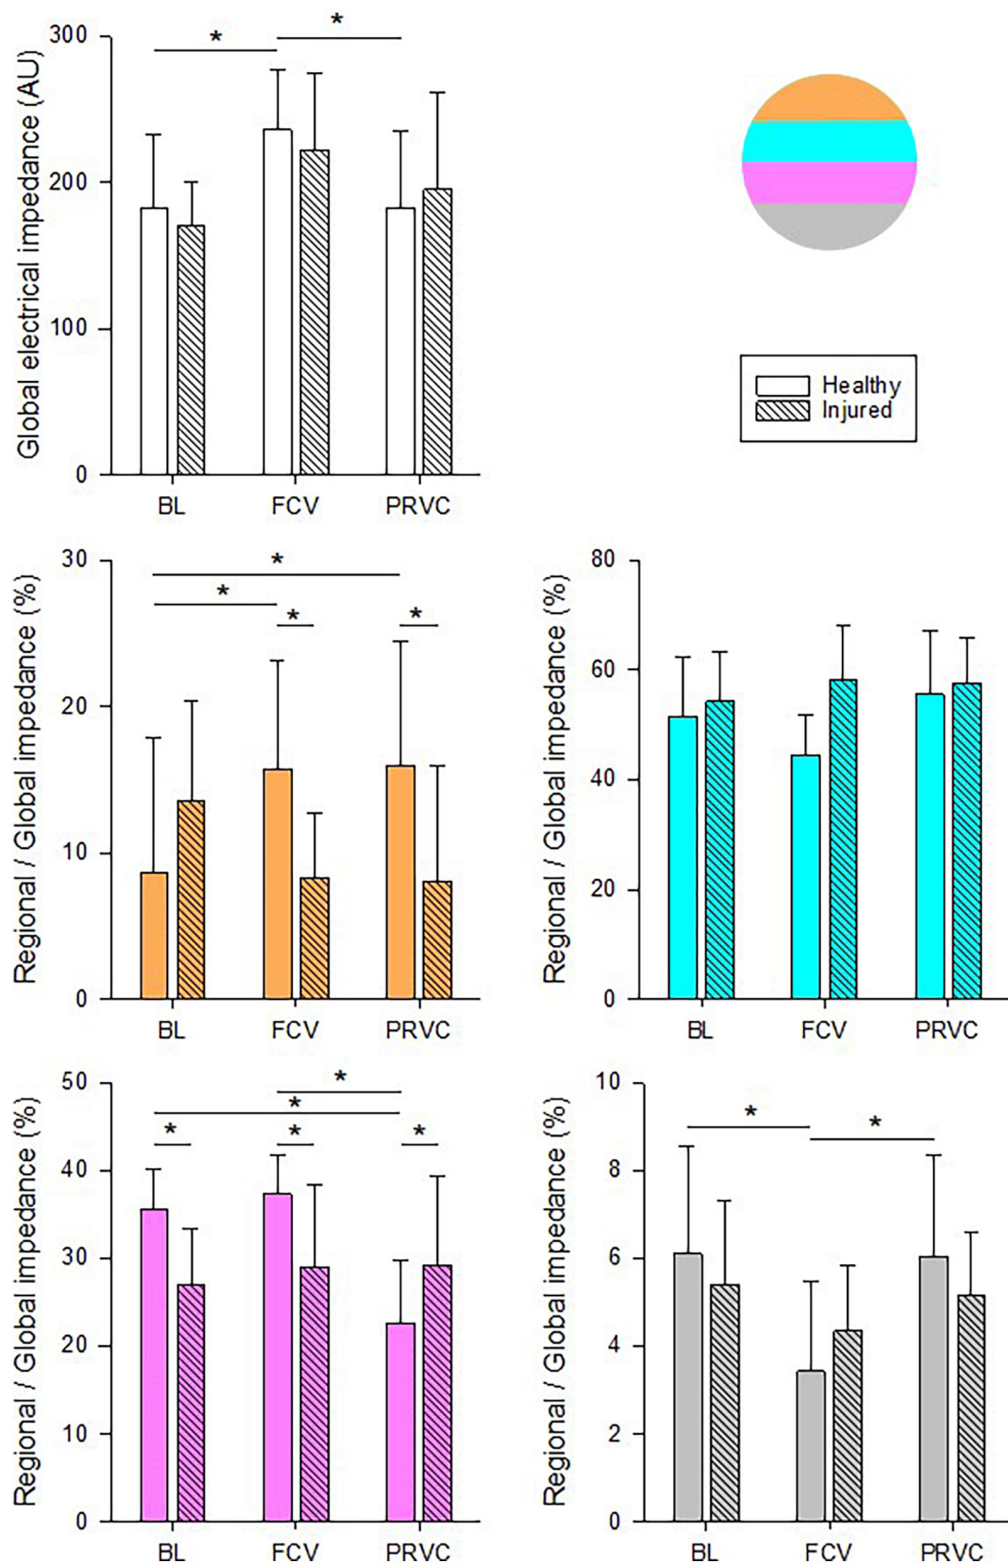 Global electrical impedance (AU)
300
200
100
0
*
*
BL
FCV
PRVC
Healthy
Injured
Regional / Global impedance (%)
30
20
10
0
*
*
*
*
BL
FCV
PRVC
Regional / Global impedance (%)
80
60
40
20
0
BL
FCV
PRVC
Regional / Global impedance (%)
50
40
30
20
10
0
*
*
*
*
*
BL
FCV
PRVC
Regional / Global impedance (%)
10
8
6
4
2
0
*
*
BL
FCV
PRVC